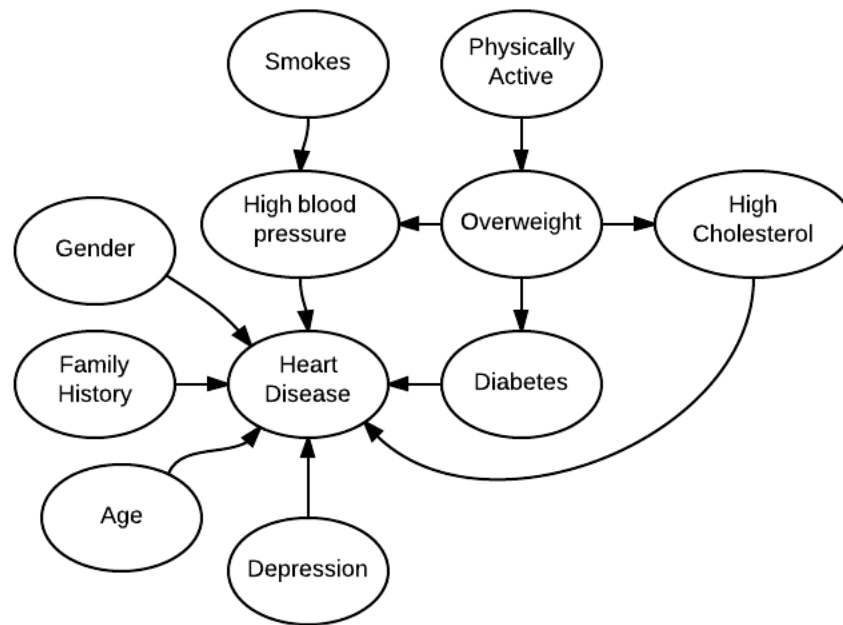 Smokes
Physically
Active
High blood
pressure
Overweight
High
Cholesterol
Gender
Family
History
Heart
Disease
Diabetes
Age
Depression